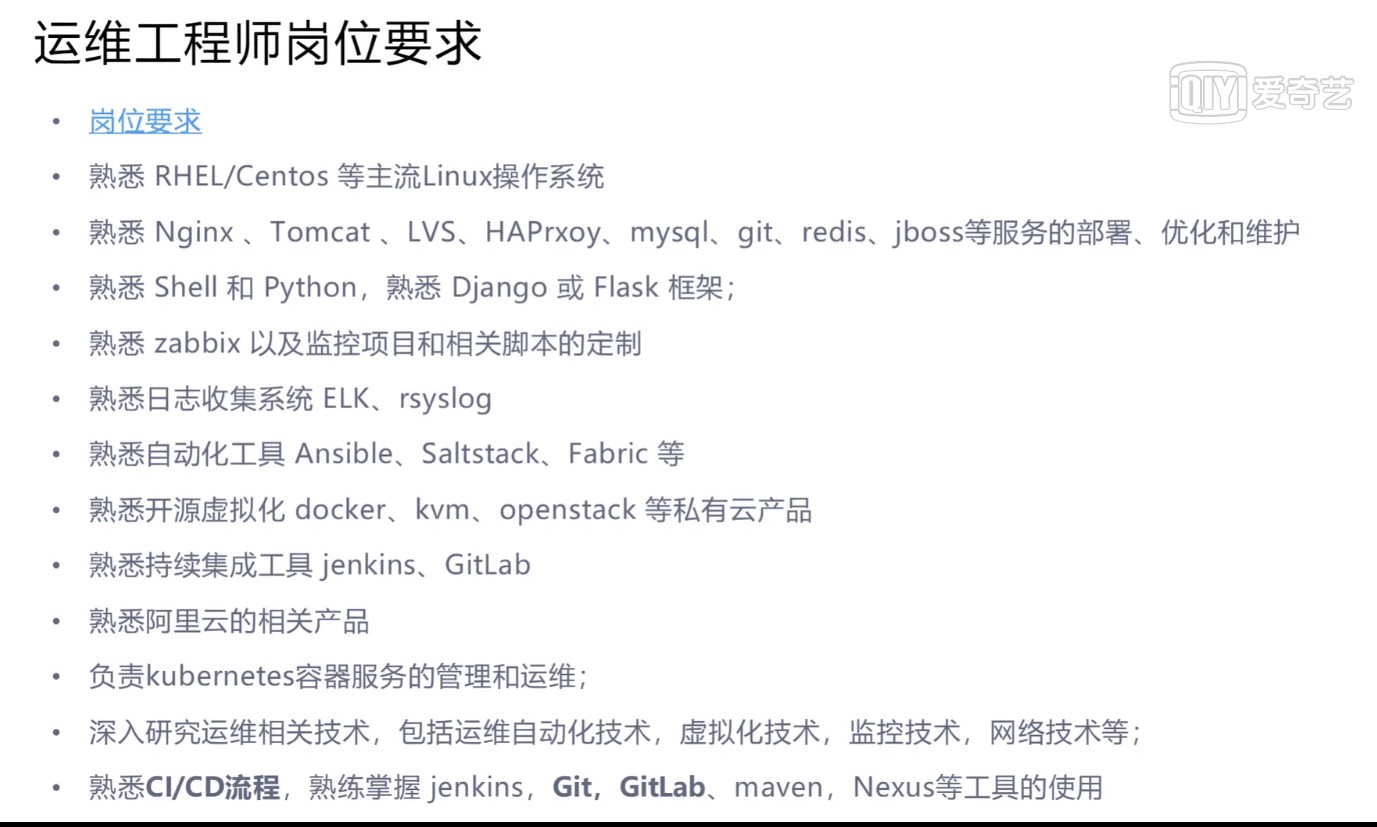 运维工程师岗位要求
QIY 爱奇艺
• 岗位要求
• 熟悉 RHEL/Centos 等主流Linux操作系统
• 熟悉 Nginx 、Tomcat 、LVS、HAPrxoy、mysql、git、redis、jboss等服务的部署、优化和维护
• 熟悉 Shell 和 Python，熟悉 Django 或 Flask 框架；
• 熟悉 zabbix 以及监控项目和相关脚本的定制
• 熟悉日志收集系统 ELK、rsyslog
• 熟悉自动化工具 Ansible、Saltstack、Fabric 等
• 熟悉开源虚拟化 docker、kvm、openstack 等私有云产品
• 熟悉持续集成工具 jenkins、GitLab
• 熟悉阿里云的相关产品
• 负责kubernetes容器服务的管理和运维；
• 深入研究运维相关技术，包括运维自动化技术，虚拟化技术，监控技术，网络技术等；
• 熟悉CI/CD流程，熟练掌握 jenkins，Git，GitLab、maven，Nexus等工具的使用